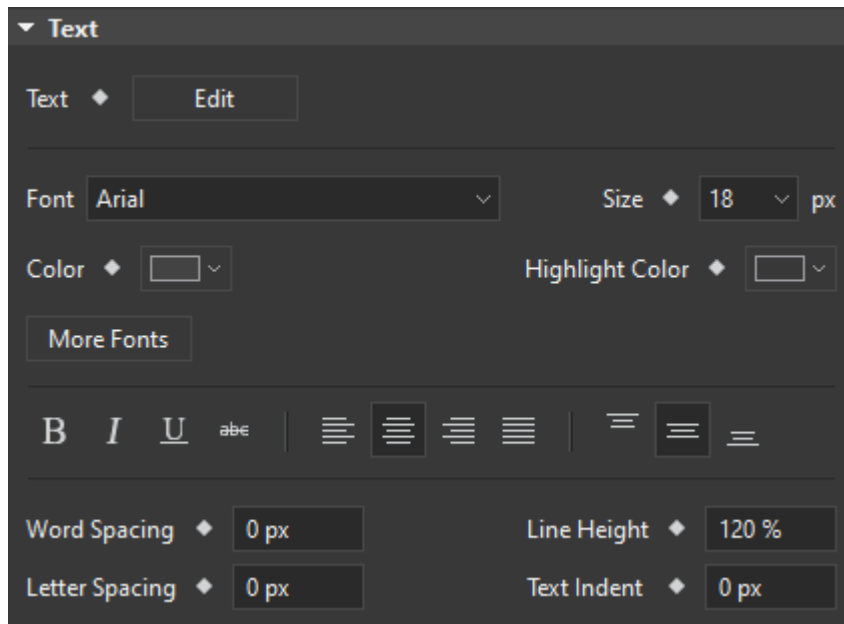 Text
Text Edit
Font Arial Size 18 px
Color Highlight Color
More Fonts
B I U abc
Word Spacing 0 px Line Height 120 %
Letter Spacing 0 px Text Indent 0 px